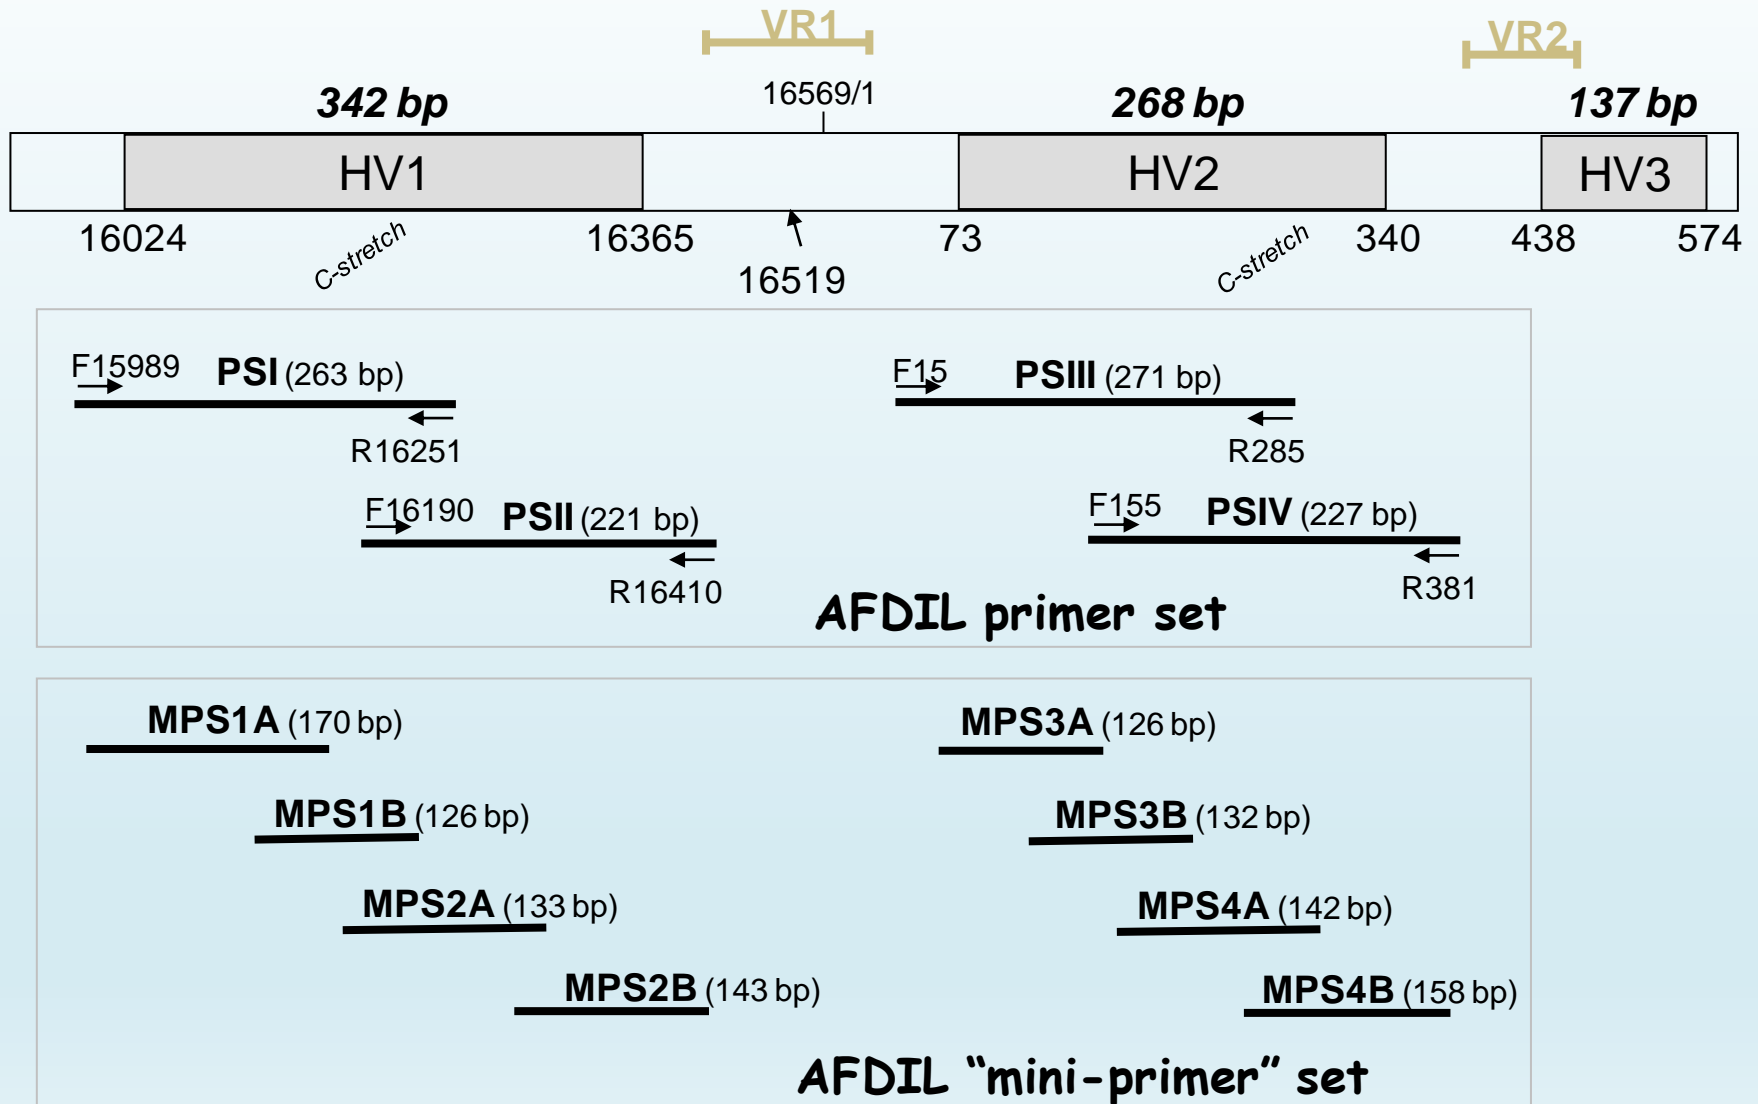 VR1
VR2
342 bp
16569/1
268 bp
137 bp
HV1
HV2
HV3
16024
C-stretch
16365
16519
73
C-stretch
340
438
574
F15989
PSI (263 bp)
R16251
F15
PSIII (271 bp)
R285
F16190
PSII (221 bp)
R16410
F155
PSIV (227 bp)
R381
AFDIL primer set
MPS1A (170 bp)
MPS3A (126 bp)
MPS1B (126 bp)
MPS3B (132 bp)
MPS2A (133 bp)
MPS4A (142 bp)
MPS2B (143 bp)
MPS4B (158 bp)
AFDIL “mini-primer” set